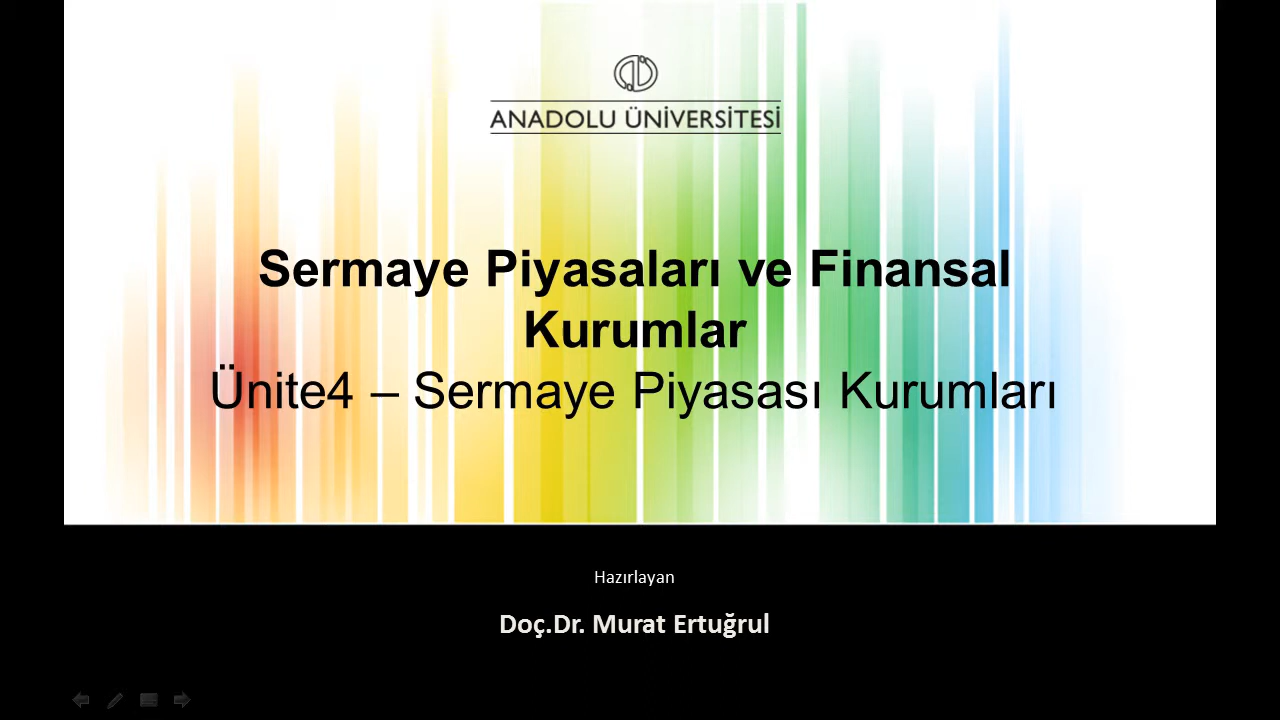 ANADOLU ÜNİVERSİTESİ
Sermaye Piyasaları ve Finansal
Kurumlar
Ünite4 – Sermaye Piyasası Kurumları
Hazırlayan
Doç.Dr. Murat Ertuğrul